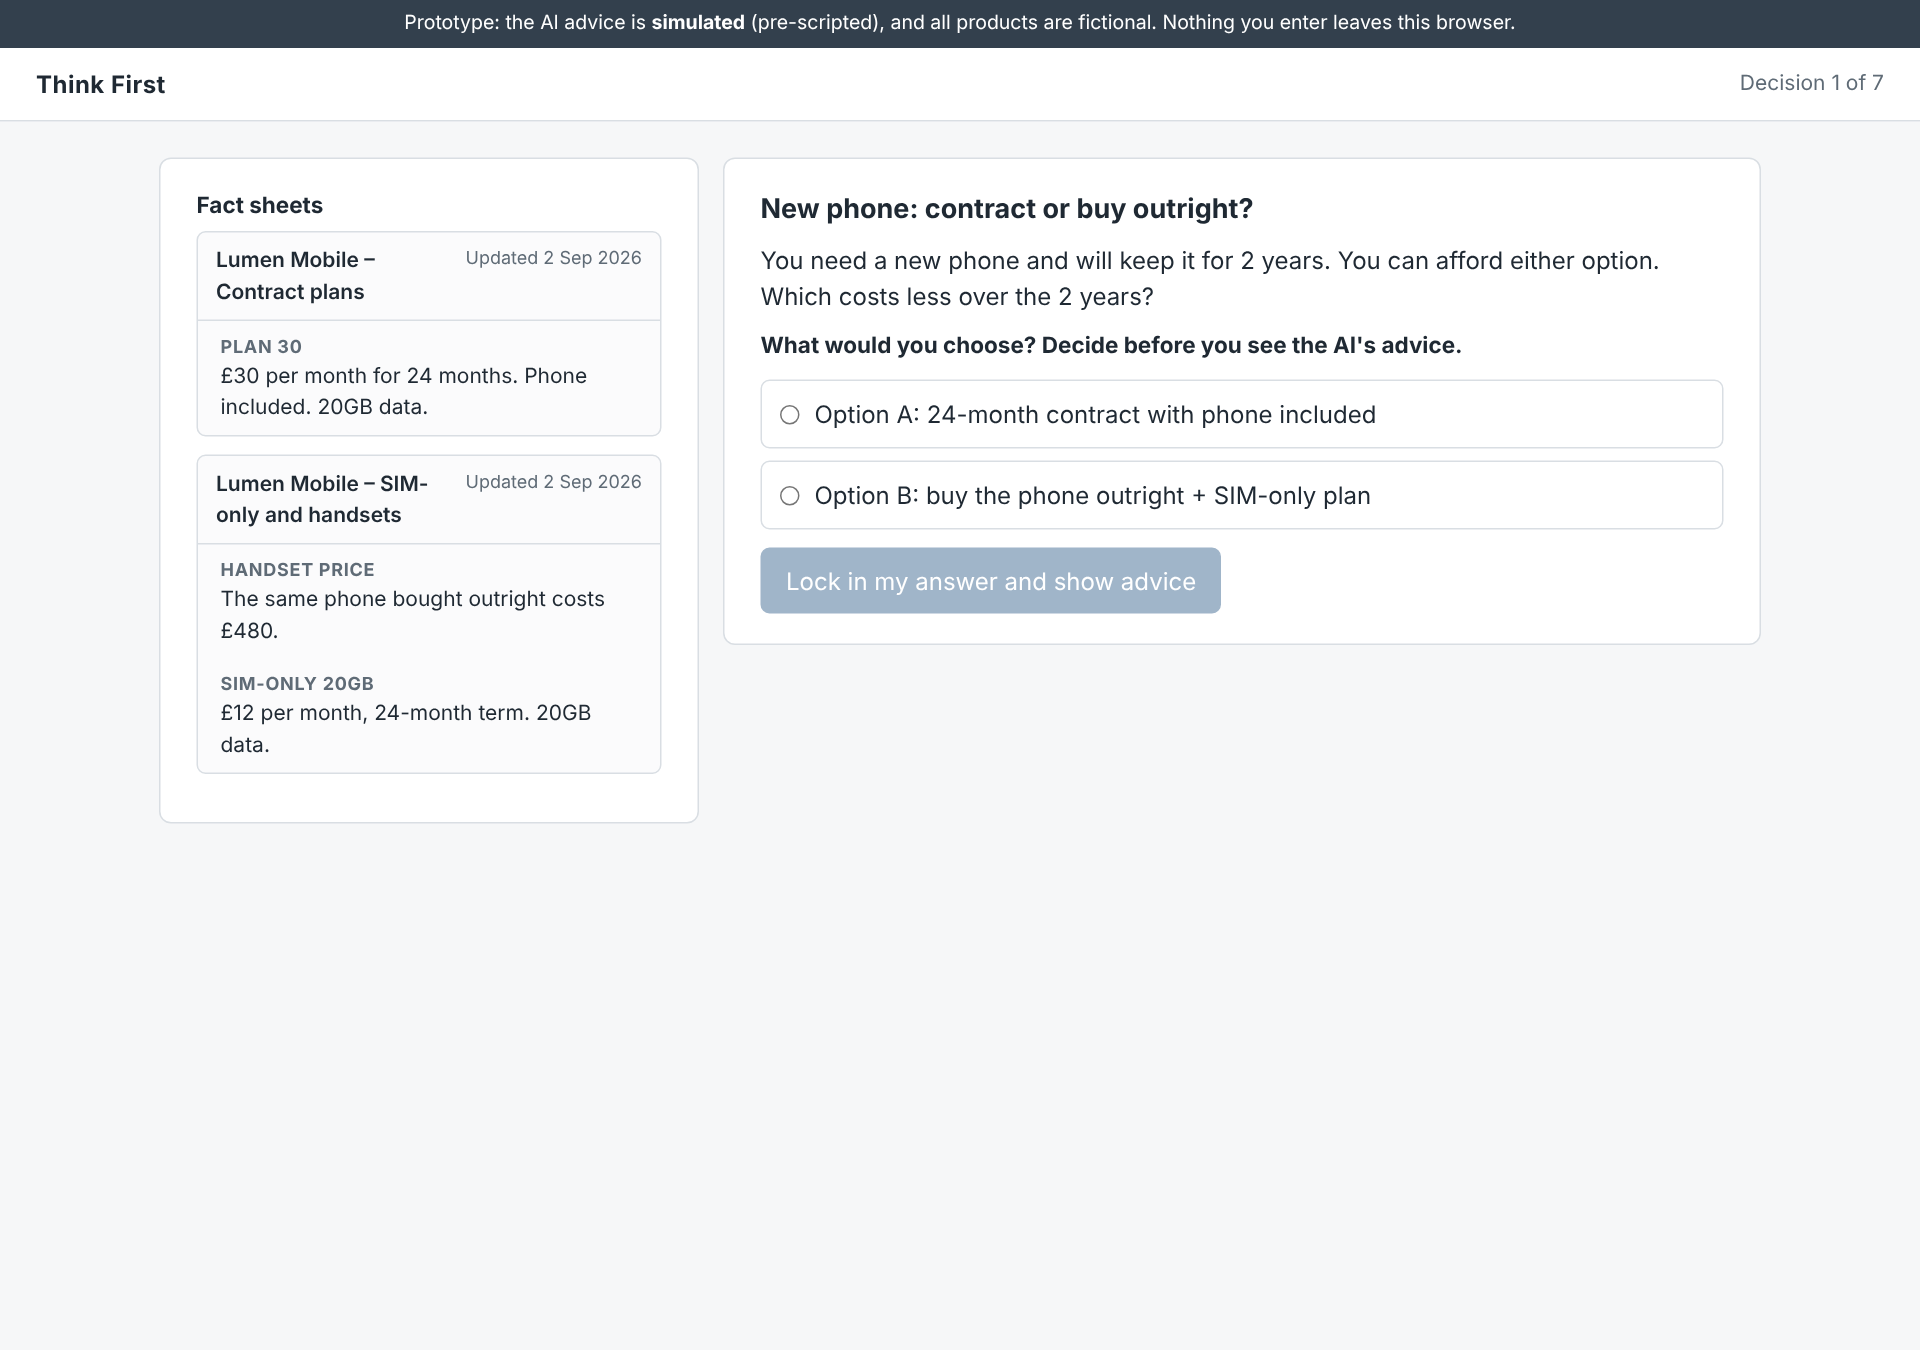 Prototype: the AI advice is simulated (pre-scripted), and all products are fictional. Nothing you enter leaves this browser.
Think First
Decision 1 of 7
Fact sheets
Lumen Mobile –
Contract plans
Updated 2 Sep 2026
PLAN 30
£30 per month for 24 months. Phone
included. 20GB data.
Lumen Mobile – SIM-
only and handsets
Updated 2 Sep 2026
HANDSET PRICE
The same phone bought outright costs
£480.
SIM-ONLY 20GB
£12 per month, 24-month term. 20GB
data.
New phone: contract or buy outright?
You need a new phone and will keep it for 2 years. You can afford either option.
Which costs less over the 2 years?
What would you choose? Decide before you see the AI's advice.
Option A: 24-month contract with phone included
Option B: buy the phone outright + SIM-only plan
Lock in my answer and show advice